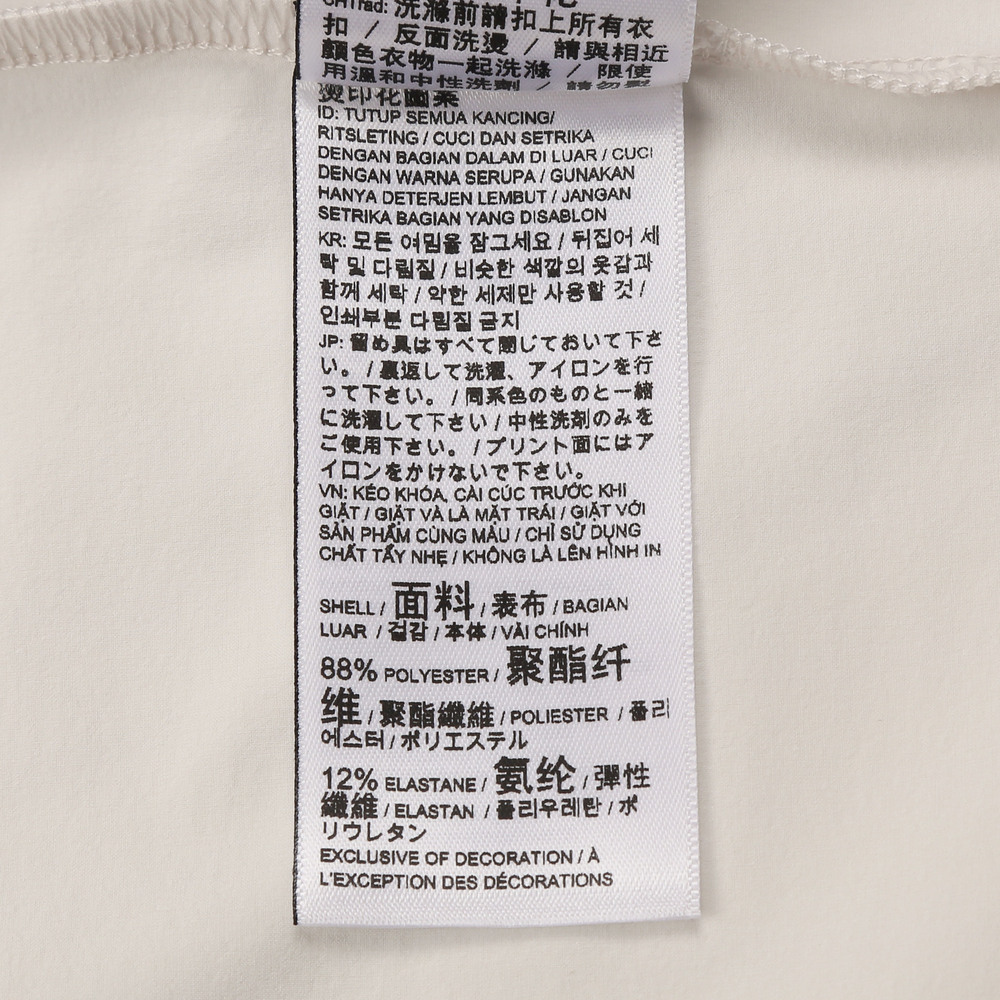 CHTrad: 洗滌前請扣上所有衣
扣 / 反面洗燙 / 請與相近
顏色衣物一起洗滌 / 限使
用溫和中性洗劑 / 請勿熨
燙印花圖案
ID: TUTUP SEMUA KANCING/
RITSLETING / CUCI DAN SETRIKA
DENGAN BAGIAN DALAM DI LUAR / CUCI
DENGAN WARNA SERUPA / GUNAKAN
HANYA DETERJEN LEMBUT / JANGAN
SETRIKA BAGIAN YANG DISABLON
KR: 모든 여밈을 잠그세요 / 뒤집어 세
탁 및 다림질 / 비슷한 색깔의 옷감과
함께 세탁 / 약한 세제만 사용할 것 /
인쇄부분 다림질 금지
JP: 留め具はすべて閉じておいて下さ
い。 / 裏返して洗濯、アイロンを行
って下さい。 / 同系色のものと一緒
に洗濯して下さい / 中性洗剤のみを
ご使用下さい。 / プリント面にはア
イロンをかけないで下さい。
VN: KÉO KHÓA, CÀI CÚC TRƯỚC KHI
GIẶT / GIẶT VÀ LÀ MẶT TRÁI / GIẶT VỚI
SẢN PHẨM CÙNG MÀU / CHỈ SỬ DỤNG
CHẤT TẨY NHẸ / KHÔNG LÀ LÊN HÌNH IN
SHELL / 面料 / 表布 / BAGIAN
LUAR / 겉감 / 本体 / VẢI CHÍNH
88% POLYESTER / 聚酯纤
维 / 聚酯纖維 / POLIESTER / 폴리
에스터 / ポリエステル
12% ELASTANE / 氨纶 / 彈性
纖維 / ELASTAN / 폴리우레탄 / ポ
リウレタン
EXCLUSIVE OF DECORATION / À
L'EXCEPTION DES DÉCORATIONS